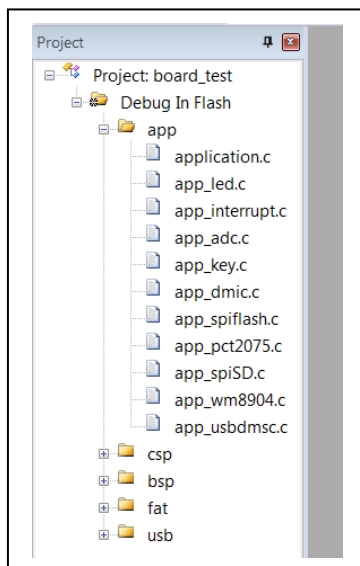 Project
Project: board_test
Debug In Flash
app
application.c
app_led.c
app_interrupt.c
app_adc.c
app_key.c
app_dmic.c
app_spiflash.c
app_pct2075.c
app_spiSD.c
app_wm8904.c
app_usbdmsc.c
csp
bsp
fat
usb